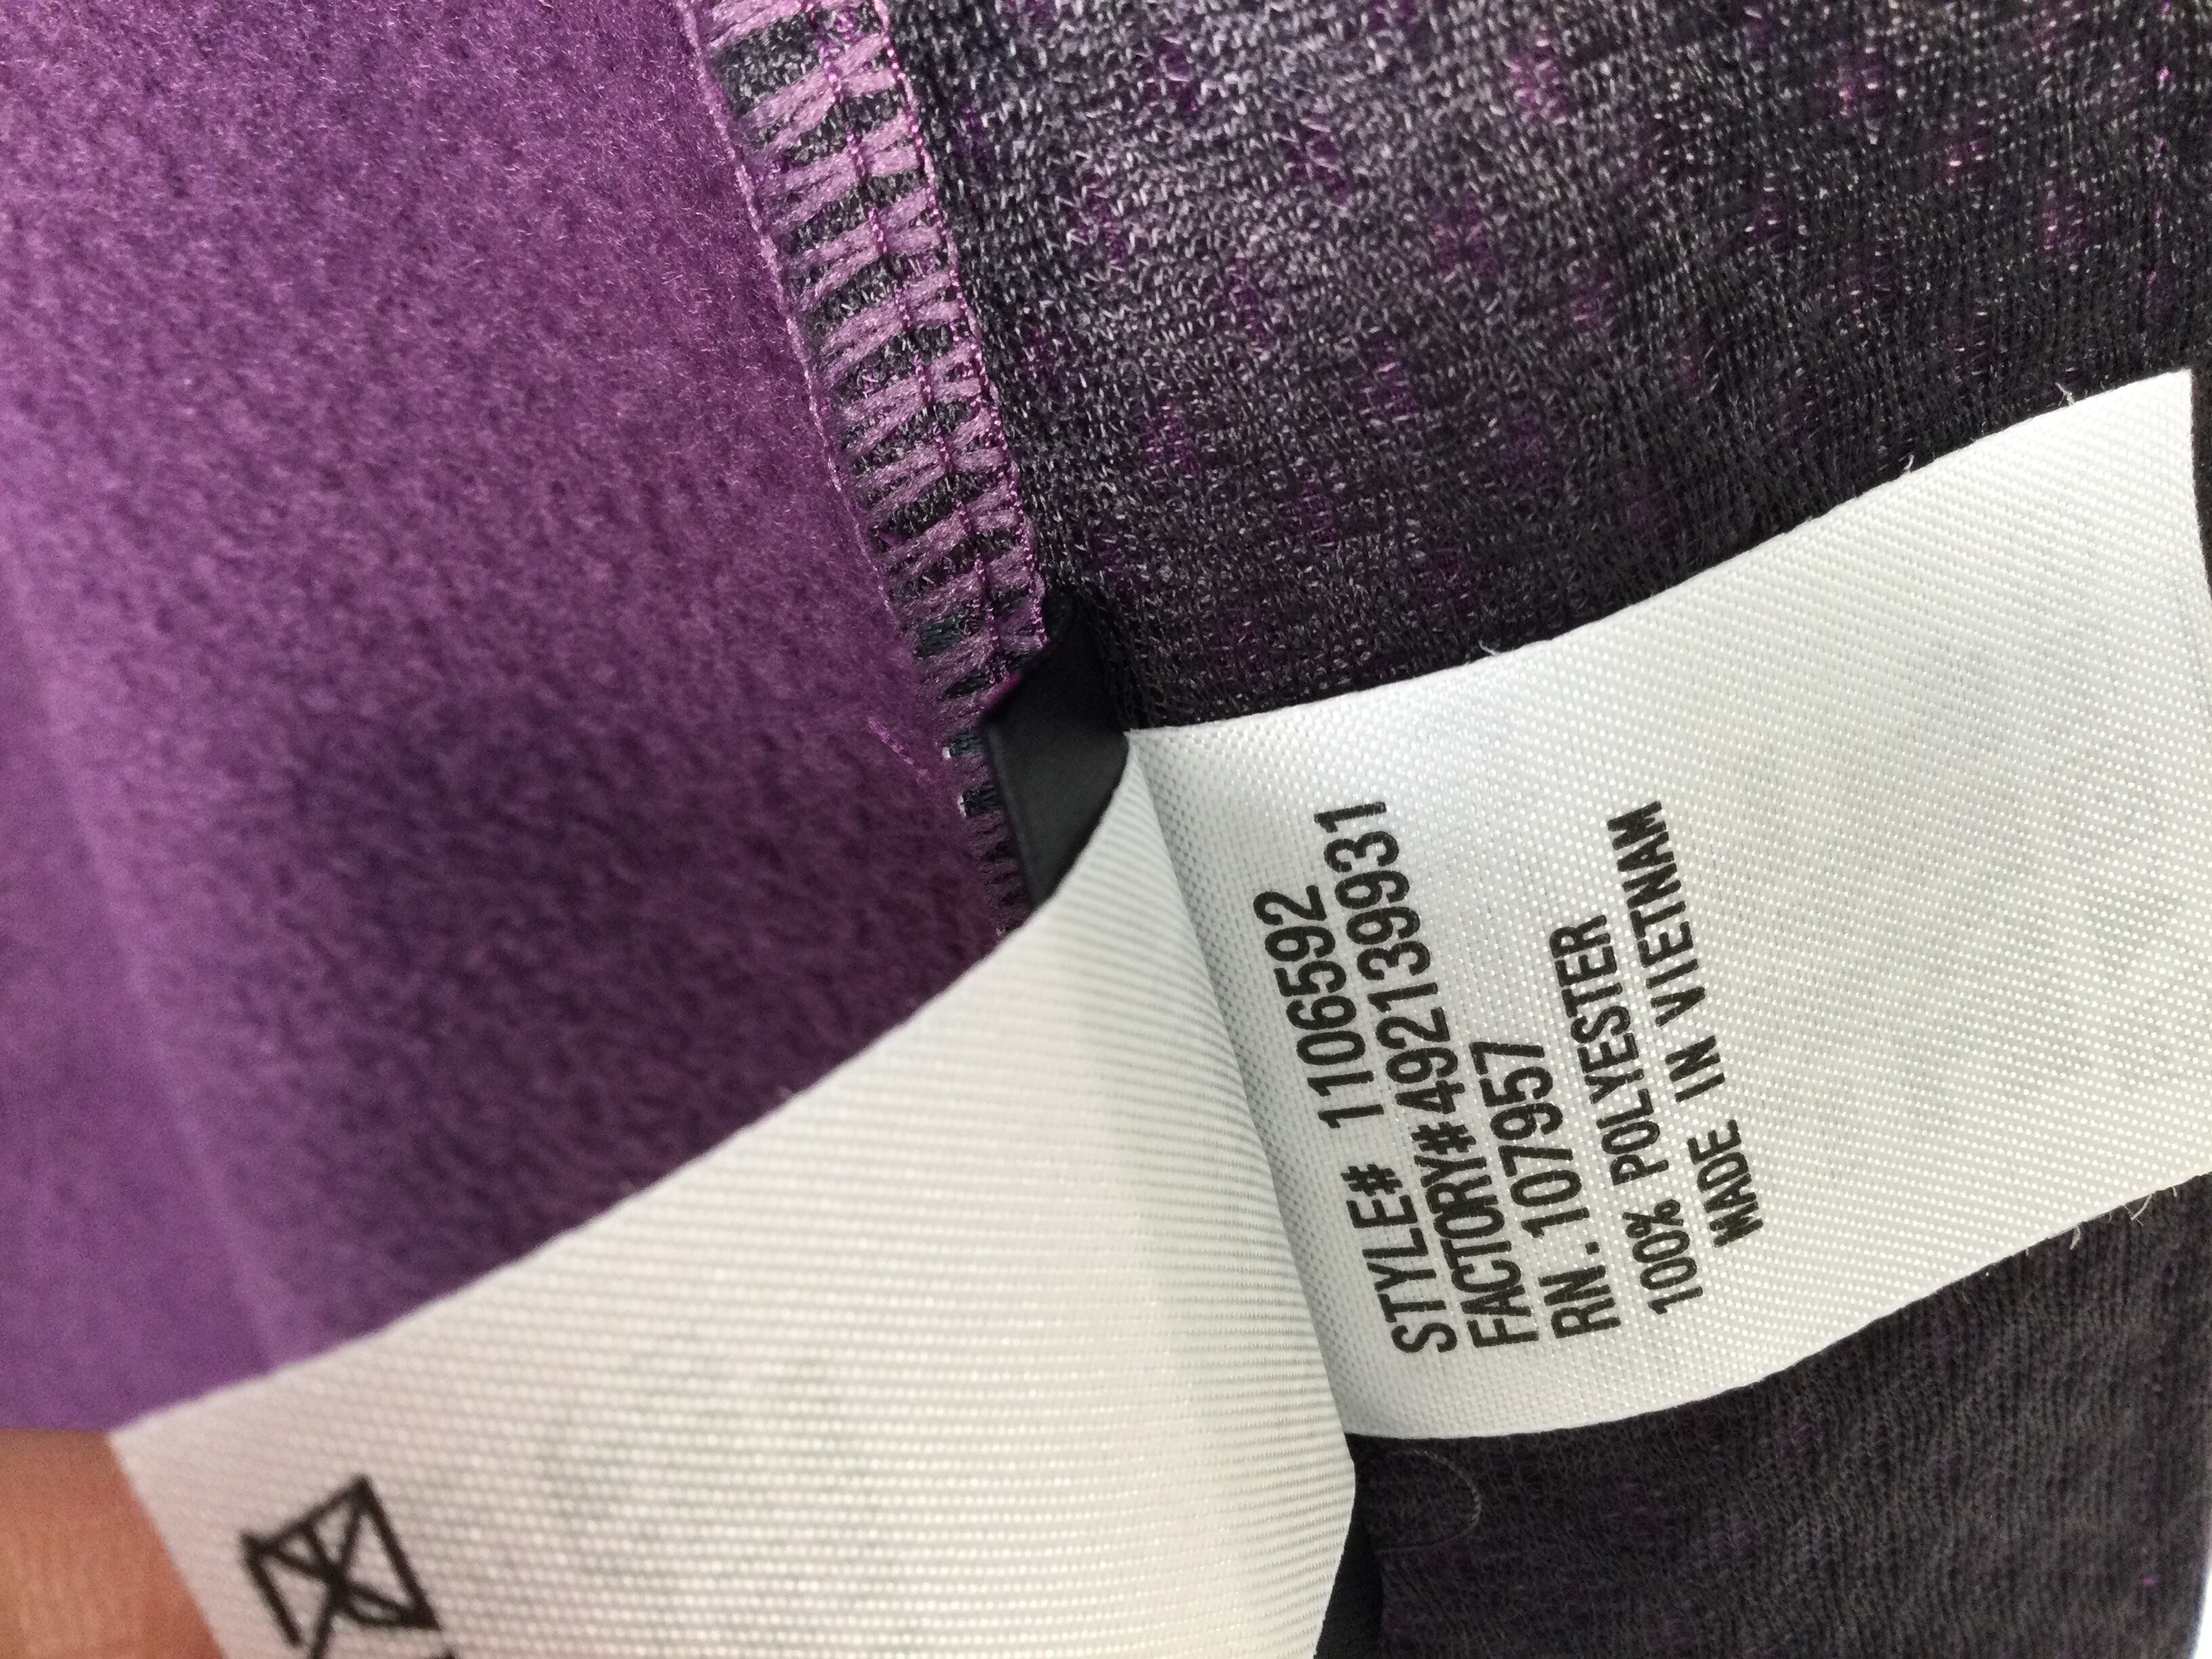 STYLE# 1106592
FACTORY# 4921399931
RN. 107957
100% POLYESTER
MADE IN VIETNAM